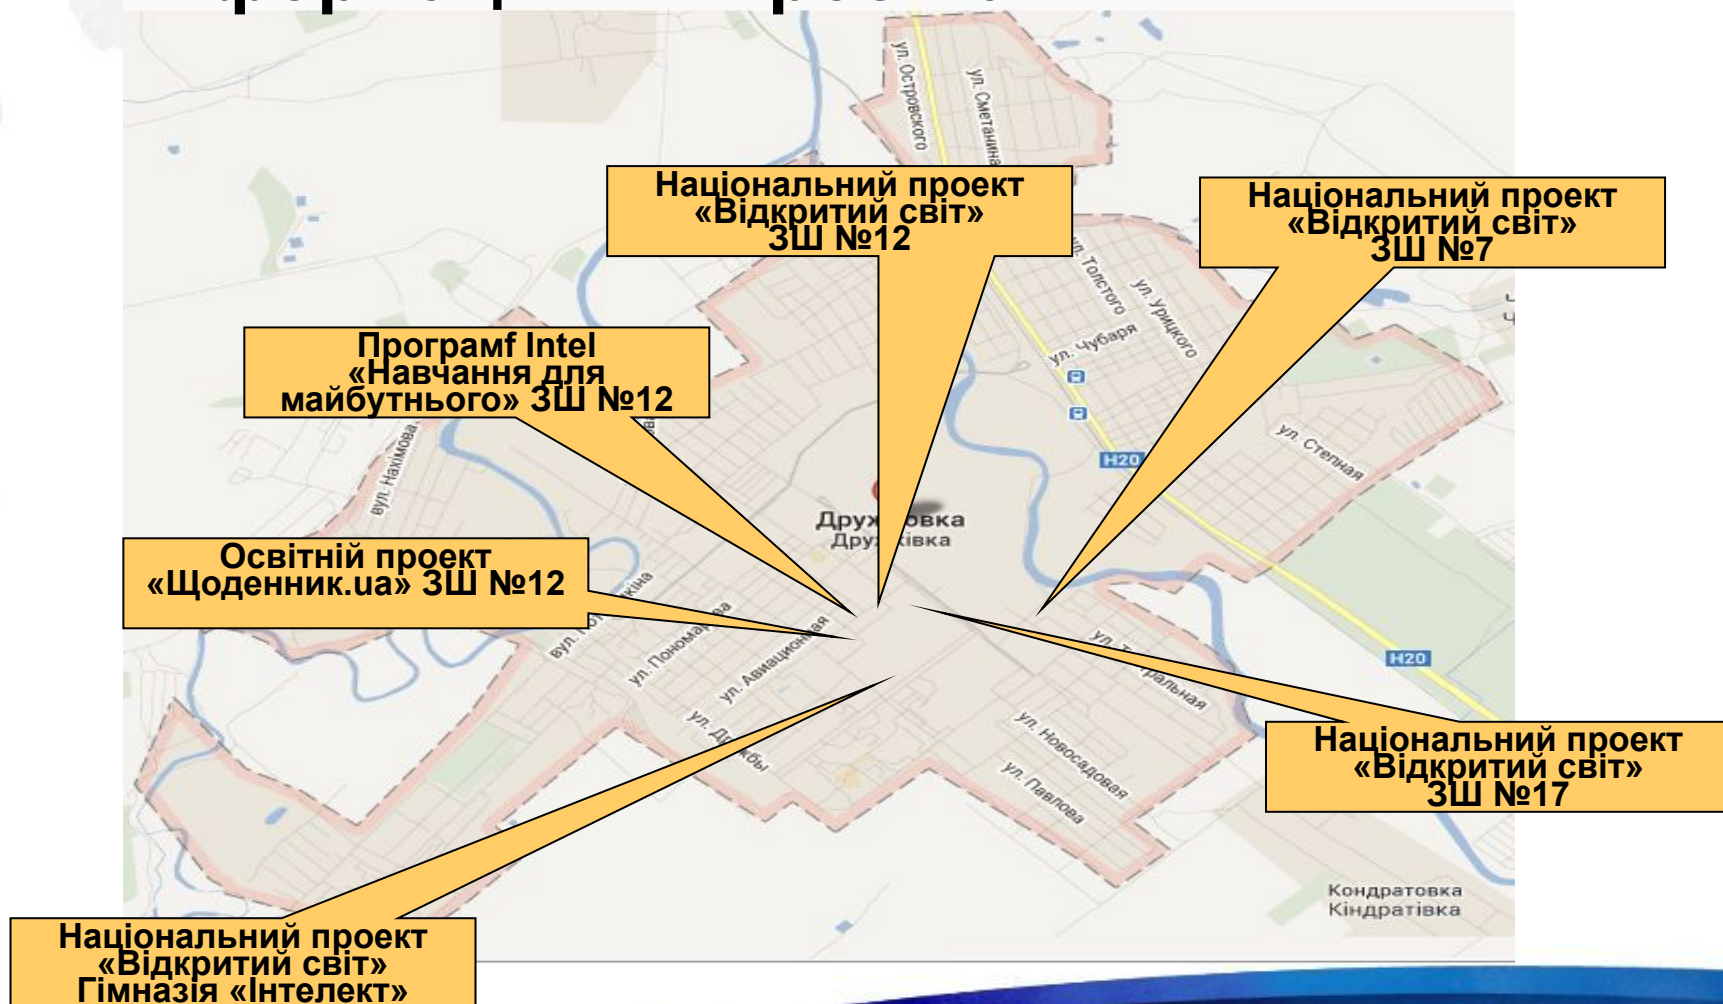 ул. Островского
ул. Сметанина
Національний проект
«Відкритий світ»
ЗШ №12
Національний проект
«Відкритий світ»
ЗШ №7
ул. Толстого
ул. Урицкого
ул. Чубаря
Програмf Intel
«Навчання для
майбутнього» ЗШ №12
вул. Нахімова
ул. Степная
H20
Дружковка
Дружківка
Освітній проект
«Щоденник.ua» ЗШ №12
ул. Пономарева
ул. Авиационная
ул. Дружбы
H20
ул. Новосадовая
ул. Павлова
Національний проект
«Відкритий світ»
ЗШ №17
Кондратовка
Кіндратівка
Національний проект
«Відкритий світ»
Гімназія «Інтелект»